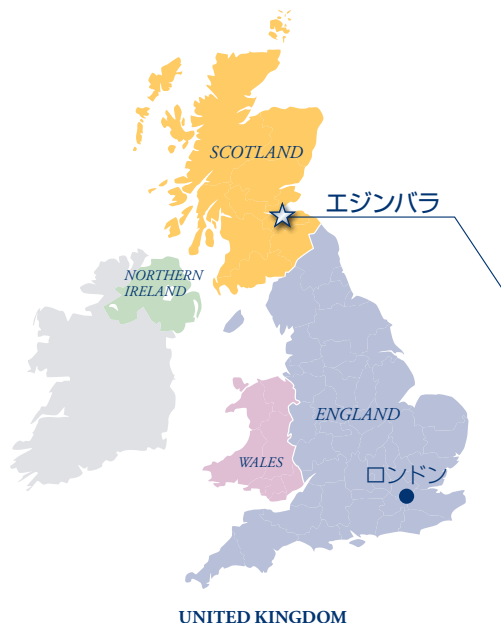 SCOTLAND
エジンバラ
NORTHERN
IRELAND
ENGLAND
WALES
ロンドン
UNITED KINGDOM